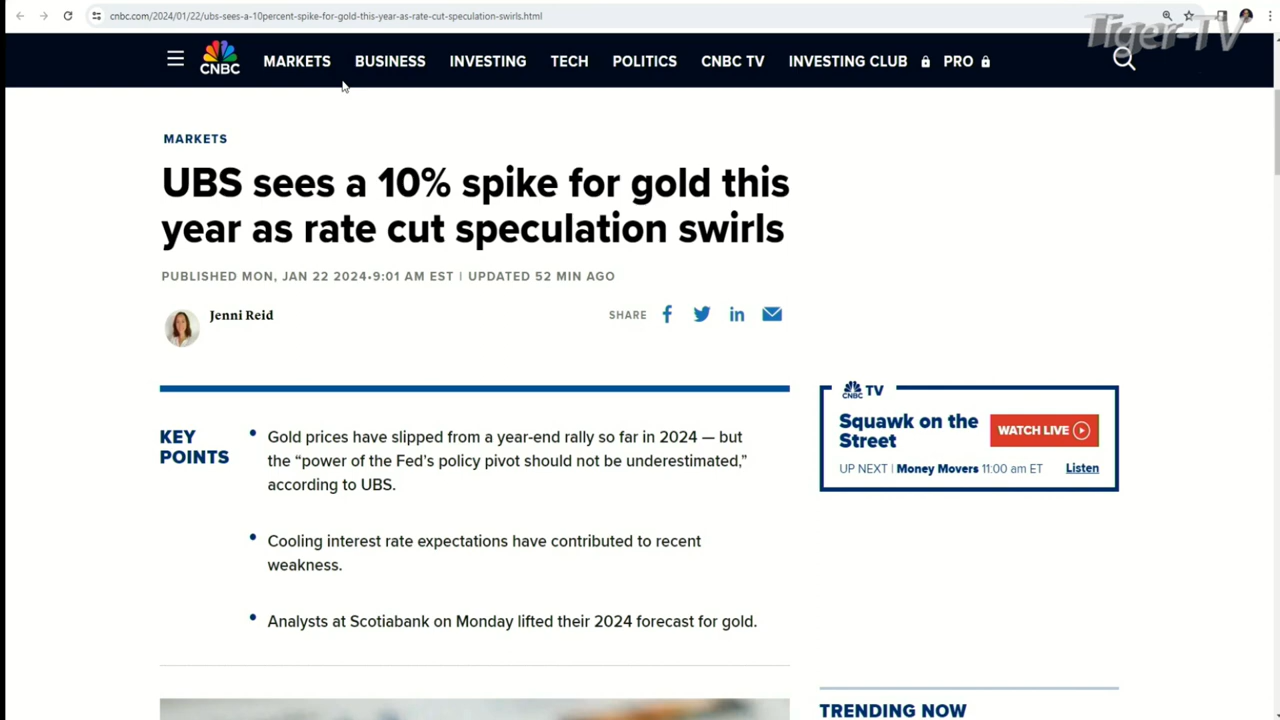 cnbc.com/2024/01/22/ubs-sees-a-10percent-spike-for-gold-this-year-as-rate-cut-speculation-swirls.html
Tiger-TV
CNBC
MARKETS BUSINESS INVESTING TECH POLITICS CNBC TV INVESTING CLUB PRO
MARKETS
UBS sees a 10% spike for gold this
year as rate cut speculation swirls
PUBLISHED MON, JAN 22 2024•9:01 AM EST | UPDATED 52 MIN AGO
Jenni Reid
SHARE
KEY
POINTS
• Gold prices have slipped from a year-end rally so far in 2024 — but
the “power of the Fed’s policy pivot should not be underestimated,”
according to UBS.
• Cooling interest rate expectations have contributed to recent
weakness.
• Analysts at Scotiabank on Monday lifted their 2024 forecast for gold.
CNBC TV
Squawk on the
Street
WATCH LIVE
UP NEXT | Money Movers 11:00 am ET
Listen
TRENDING NOW